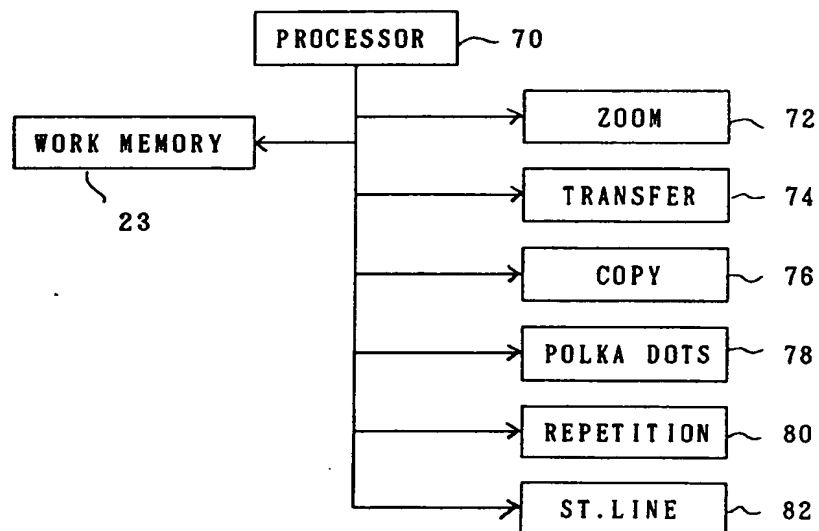 PROCESSOR 70
ZOOM 72
WORK MEMORY
TRANSFER 74
23
COPY 76
POLKA DOTS 78
REPETITION 80
ST.LINE 82